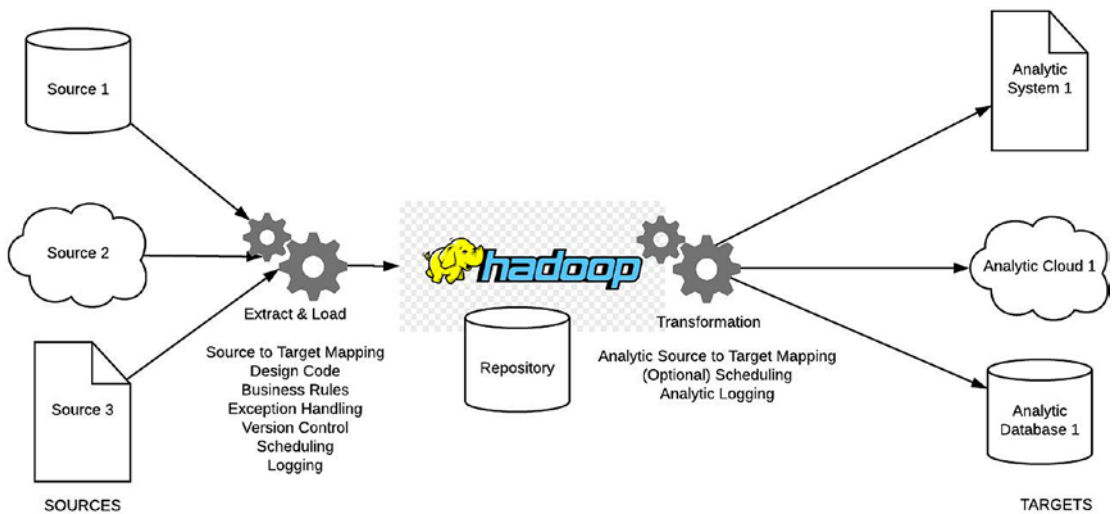 Source 1
Source 2
Source 3
SOURCES
Extract & Load
Source to Target Mapping
Design Code
Business Rules
Exception Handling
Version Control
Scheduling
Logging
hadoop
Repository
Transformation
Analytic Source to Target Mapping
(Optional) Scheduling
Analytic Logging
Analytic
System 1
Analytic Cloud 1
Analytic
Database 1
TARGETS